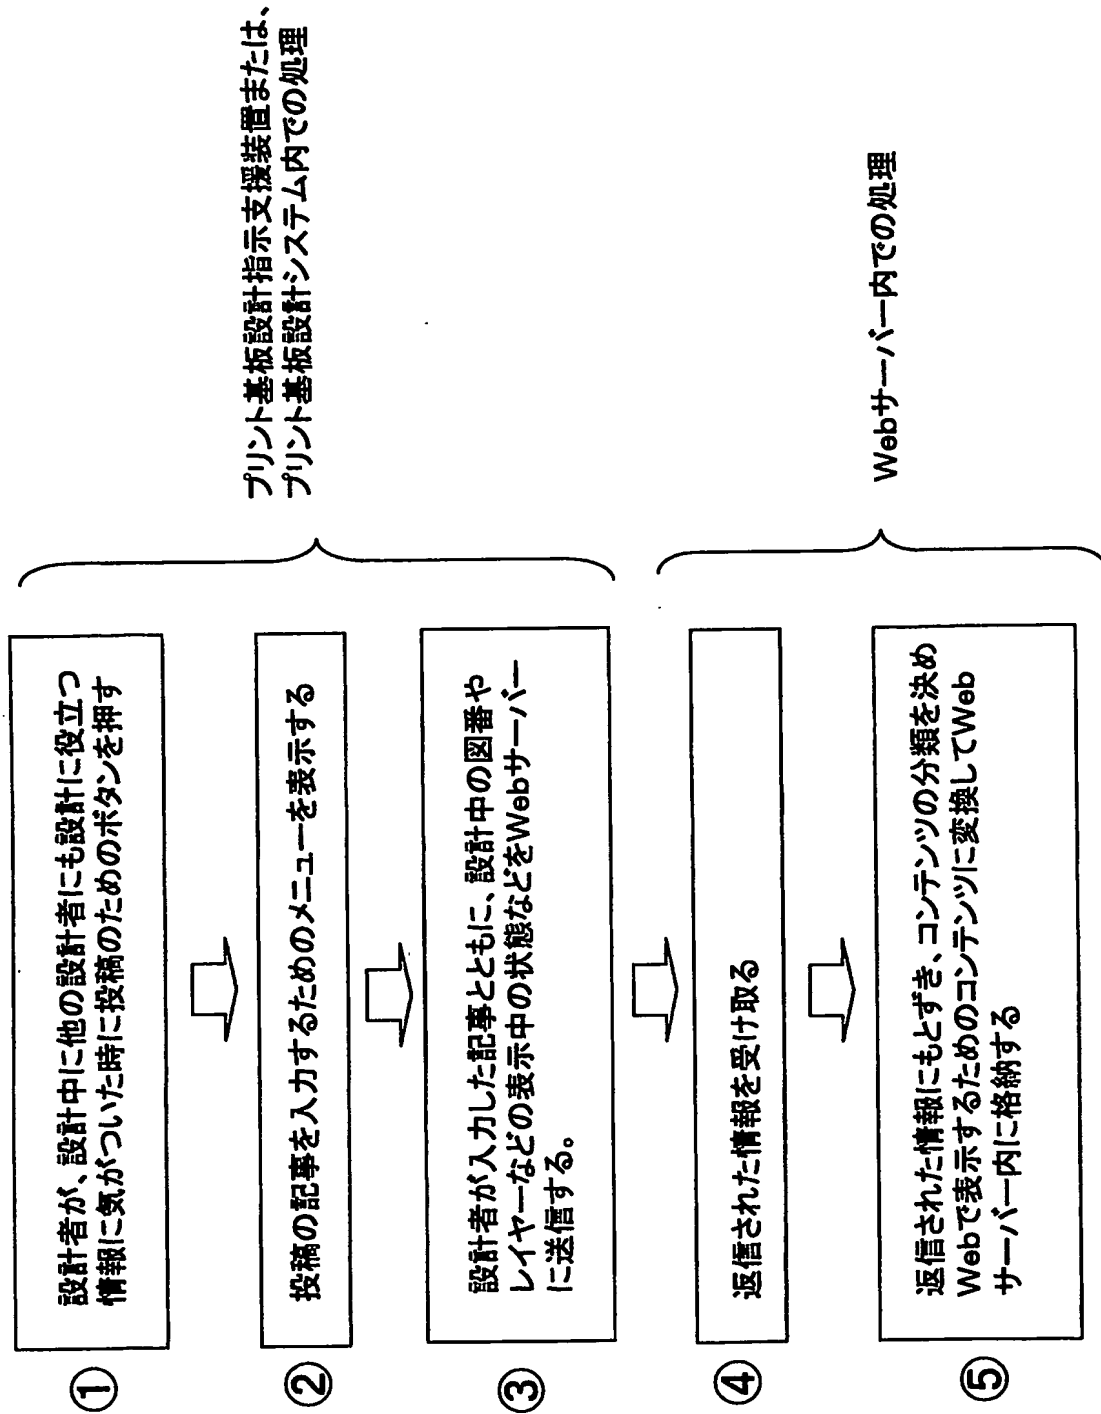 ①
設計者が、設計中に他の設計者にも設計に役立つ
情報に気がついた時に投稿のためのボタンを押す
②
投稿の記事を入力するためのメニューを表示する
③
設計者が入力した記事とともに、設計中の図番や
レイヤーなどの表示中の状態などをWebサーバー
に送信する。
プリント基板設計指示支援装置または、
プリント基板設計システム内での処理
④
返信された情報を受け取る
⑤
返信された情報にもとずき、コンテンツの分類を決め
Webで表示するためのコンテンツに変換してWeb
サーバー内に格納する
Webサーバー内での処理